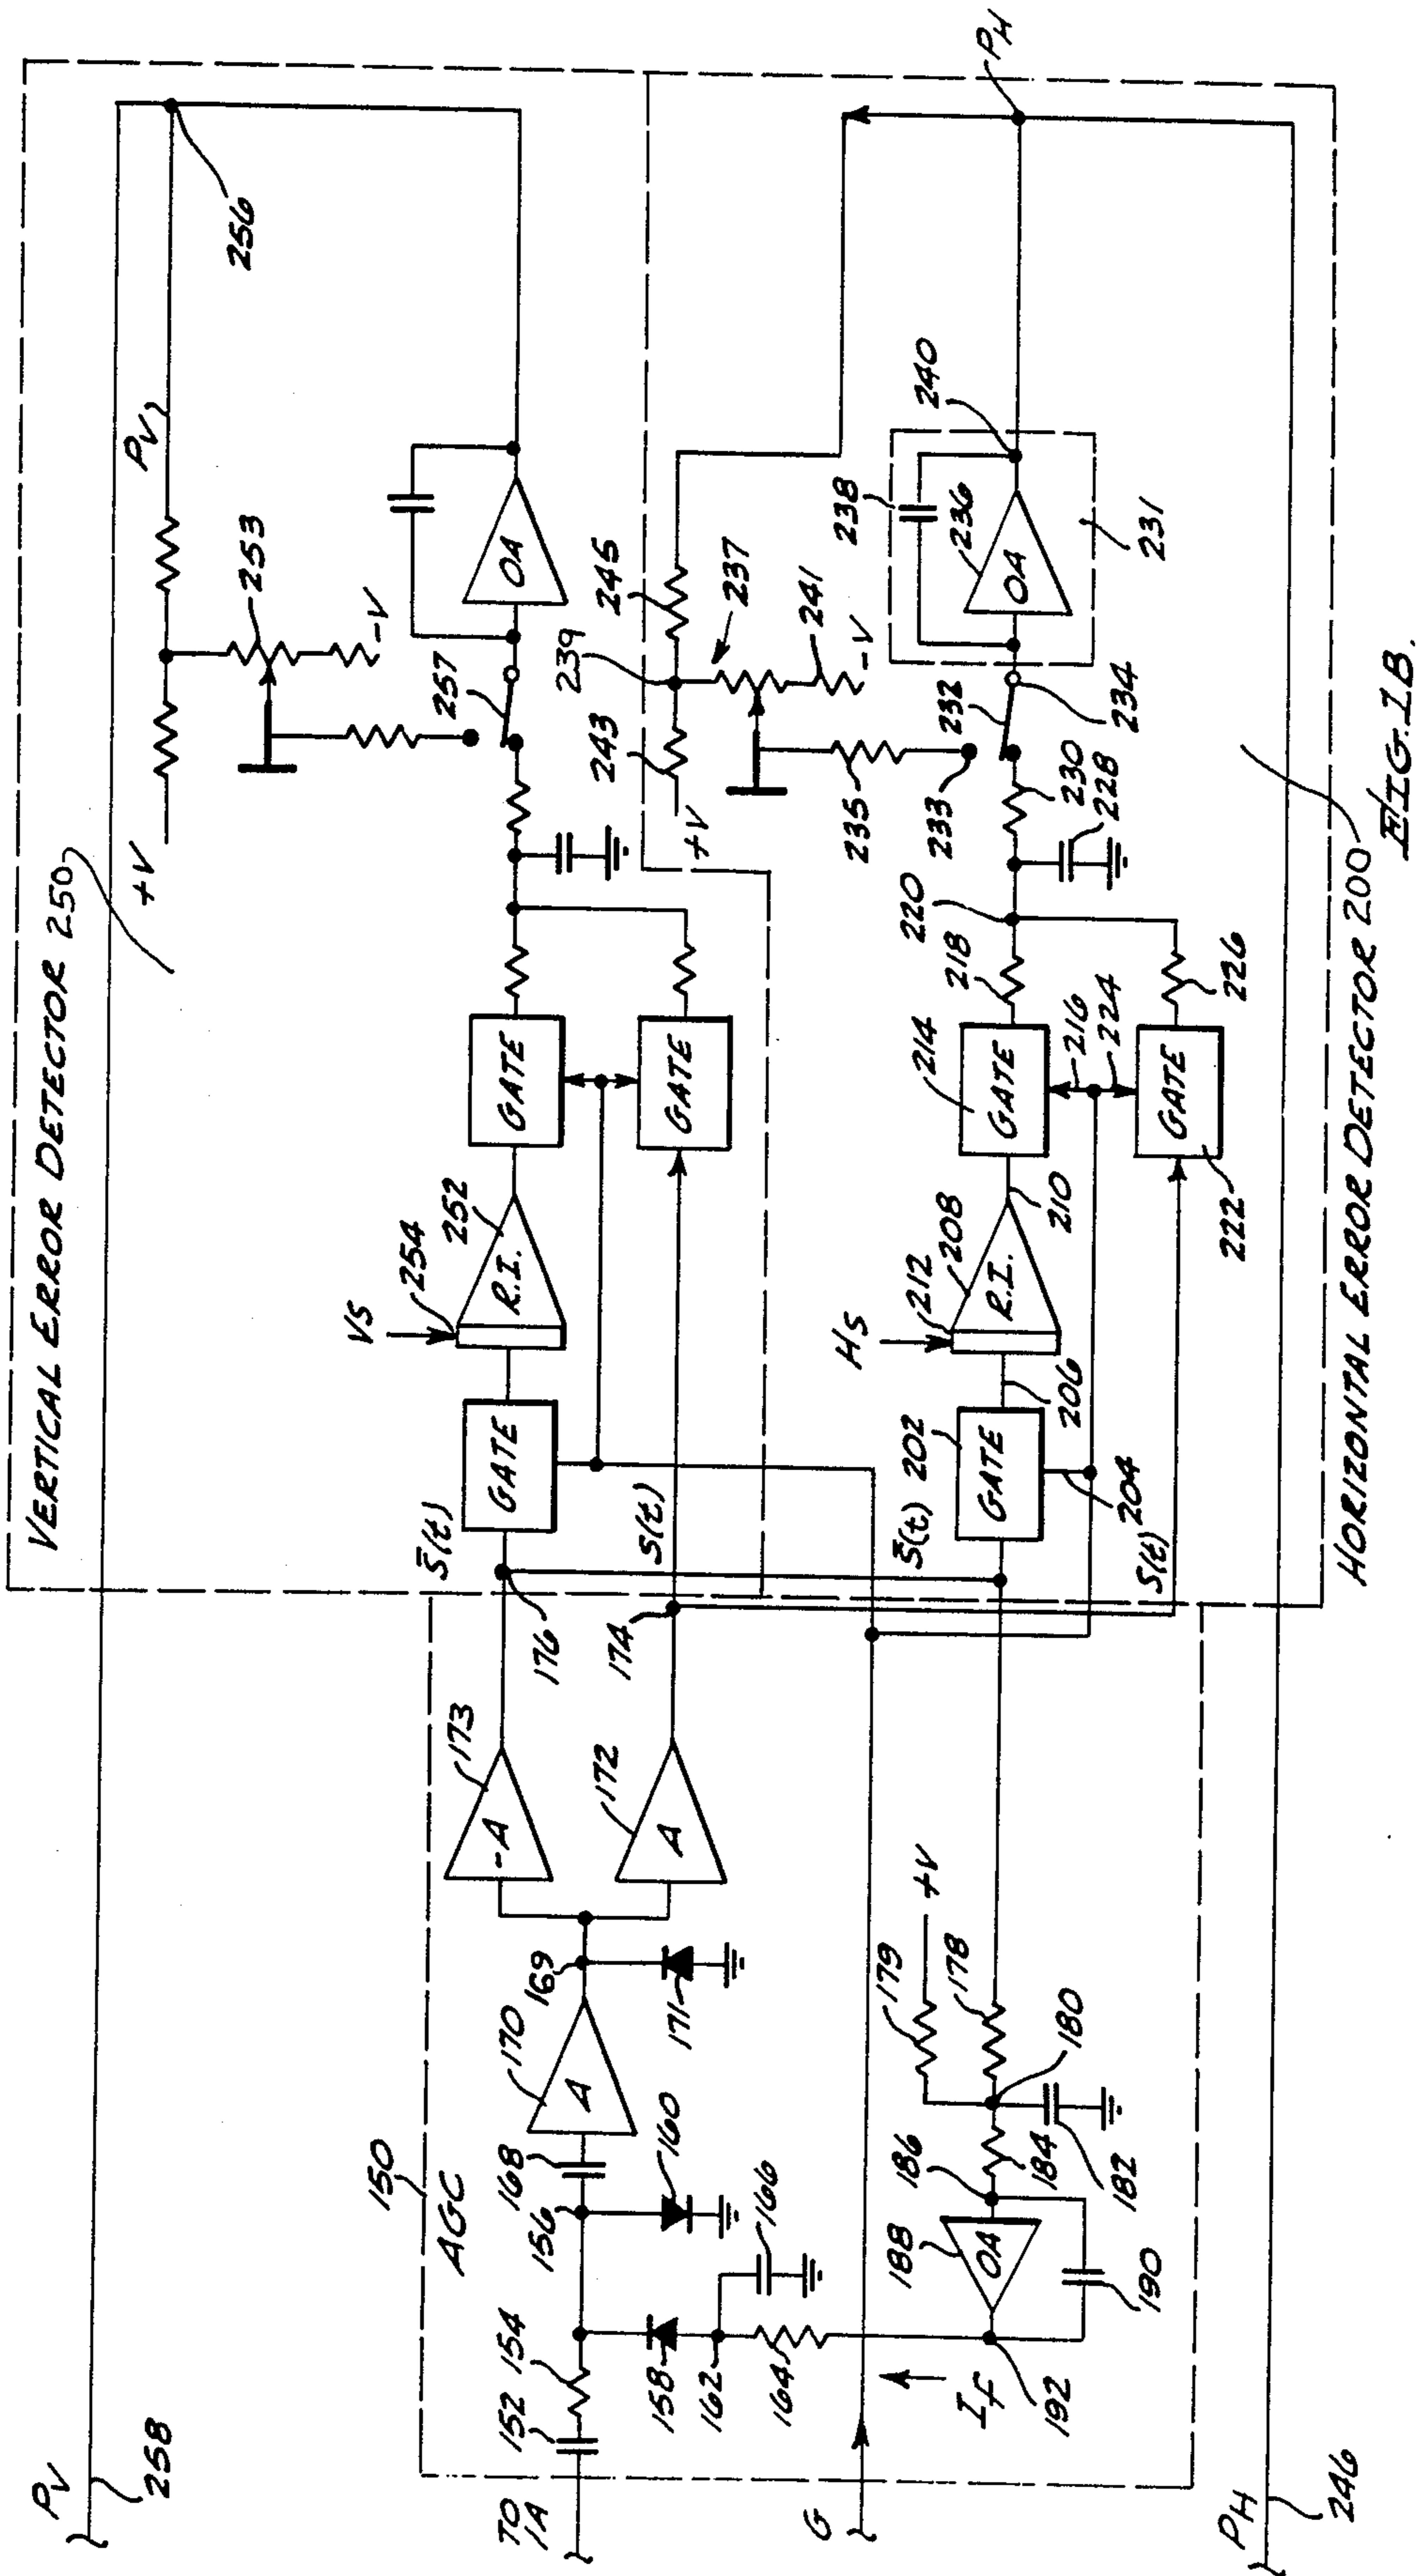 VERTICAL ERROR DETECTOR 250
PV
258
+V
PV
253
-V
256
257
VS
254
252
R.I.
GATE
GATE
GATE
OA
S̄(t)
S(t)
176
174
150
AGC
TO
1A
152
154
156
158
160
162
164
166
168
169
170
A
171
172
A
173
-A
+V
179
178
180
182
184
186
188
OA
190
192
If
G
HORIZONTAL ERROR DETECTOR 200
S̄(t)
S(t)
202
GATE
204
206
HS
212
208
R.I.
210
214
GATE
216
224
218
220
222
GATE
226
228
230
232
233
234
235
+V
243
239
245
237
241
-V
238
236
OA
240
231
PH
PH
246
FIG.1B.